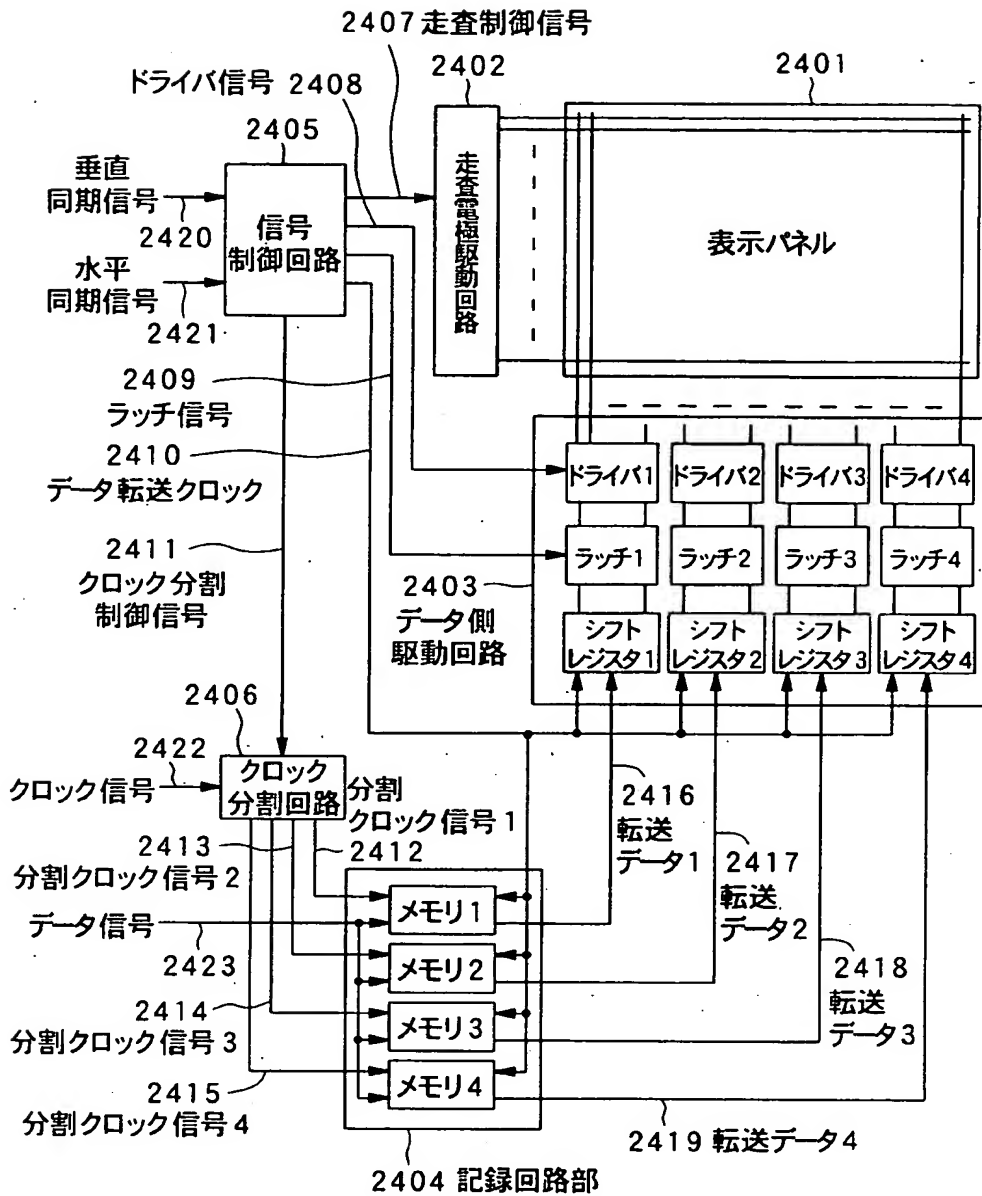 2407 走査制御信号
ドライバ信号 2408
2402
2401
2405
垂直
同期信号
2420
信号
制御回路
水平
同期信号
2421
走査電極駆動回路
表示パネル
2409
ラッチ信号
2410
データ転送クロック
2411
クロック分割
制御信号
ドライバ1
ドライバ2
ドライバ3
ドライバ4
ラッチ1
ラッチ2
ラッチ3
ラッチ4
2403
データ側
駆動回路
シフト
レジスタ1
シフト
レジスタ2
シフト
レジスタ3
シフト
レジスタ4
2406
2422
クロック信号
クロック
分割回路
分割
クロック信号1
2412
2413
分割クロック信号2
データ信号
2423
2414
分割クロック信号3
2415
分割クロック信号4
メモリ1
メモリ2
メモリ3
メモリ4
2416
転送
データ1
2417
転送
データ2
2418
転送
データ3
2419 転送データ4
2404 記録回路部